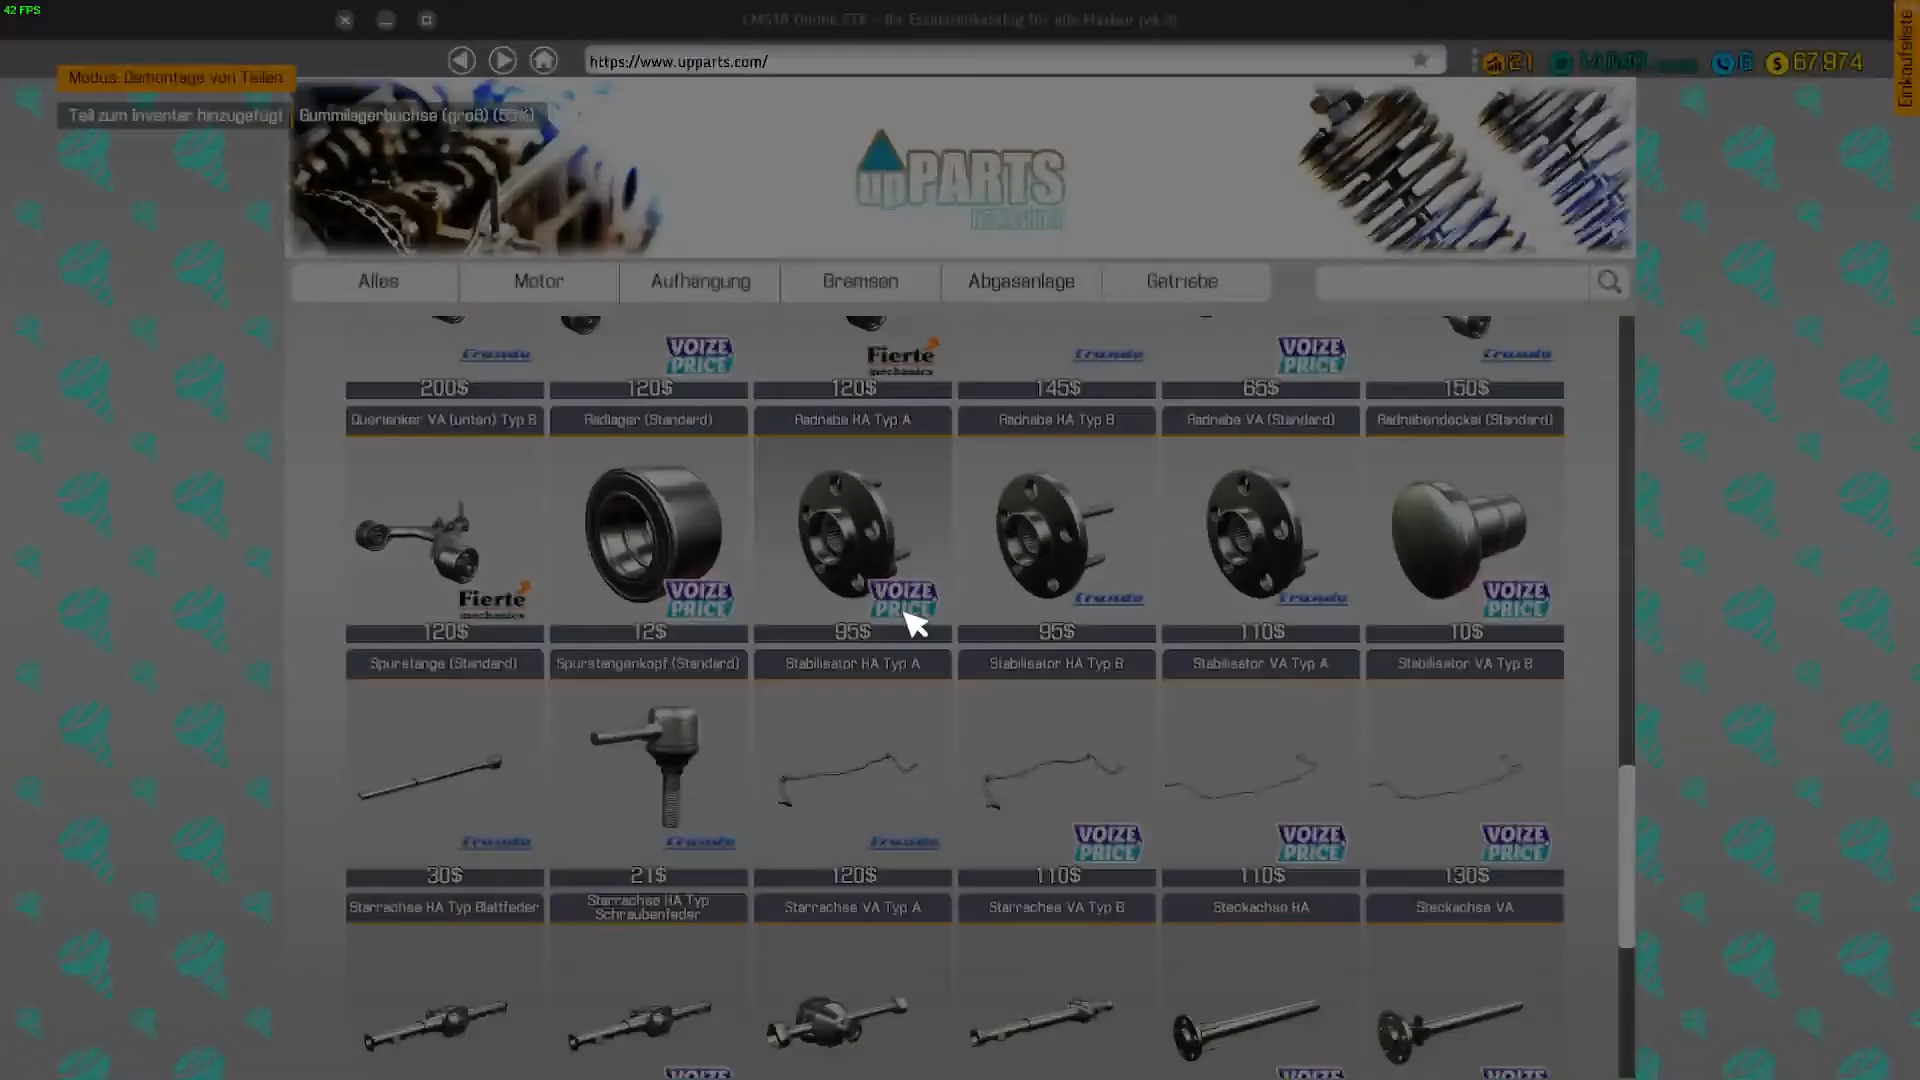 42 FPS
https://www.upparts.com/
21
67,974
Einkaufsliste
Modus: Demontage von Teilen
Teil zum Inventar hinzugefügt
Gummilagerbuchse (groß) (55%)
upPARTS
Alles
Motor
Aufhängung
Bremsen
Abgasanlage
Getriebe
VOIZE PRICE
Fierte mechanics
VOIZE PRICE
200$
120$
120$
145$
65$
150$
Querlenker VA (unten) Typ B
Radlager (Standard)
Radnabe HA Typ A
Radnabe HA Typ B
Radnabe VA (Standard)
Radnabendeckel (Standard)
Fierte mechanics
VOIZE PRICE
VOIZE PRICE
VOIZE PRICE
120$
12$
95$
95$
110$
10$
Spurstange (Standard)
Spurstangenkopf (Standard)
Stabilisator HA Typ A
Stabilisator HA Typ B
Stabilisator VA Typ A
Stabilisator VA Typ B
VOIZE PRICE
VOIZE PRICE
VOIZE PRICE
30$
21$
120$
110$
110$
130$
Starrachse HA Typ Blattfeder
Starrachse HA Typ
Schraubenfeder
Starrachse VA Typ A
Starrachse VA Typ B
Steckachse HA
Steckachse VA
VOIZE
VOIZE
VOIZE